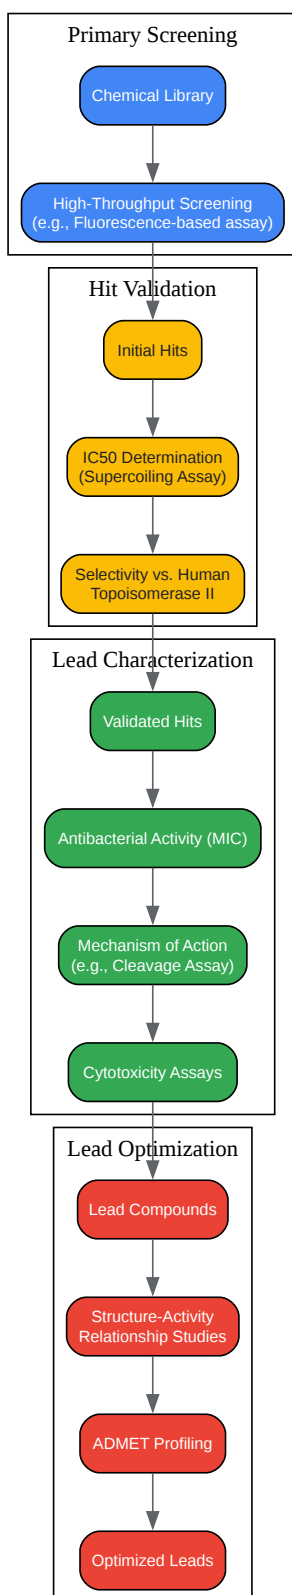 Primary Screening
Chemical Library
High-Throughput Screening
(e.g., Fluorescence-based assay)
Hit Validation
Initial Hits
IC50 Determination
(Supercoiling Assay)
Selectivity vs. Human
Topoisomerase II
Lead Characterization
Validated Hits
Antibacterial Activity (MIC)
Mechanism of Action
(e.g., Cleavage Assay)
Cytotoxicity Assays
Lead Optimization
Lead Compounds
Structure-Activity
Relationship Studies
ADMET Profiling
Optimized Leads